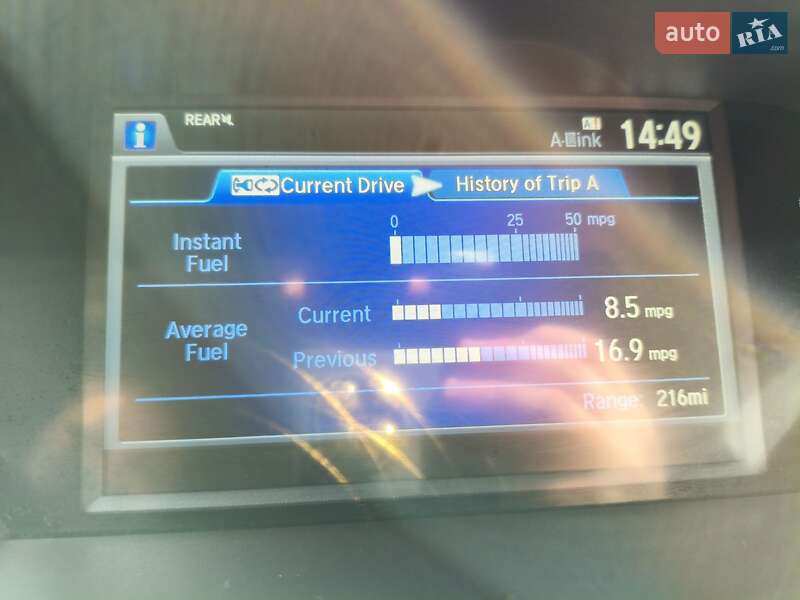 auto RIA.com
REAR
14:49
Current Drive History of Trip A
0 25 50 mpg
Instant
Fuel
Average
Fuel
Current 8.5 mpg
Previous 16.9 mpg
Range: 216mi